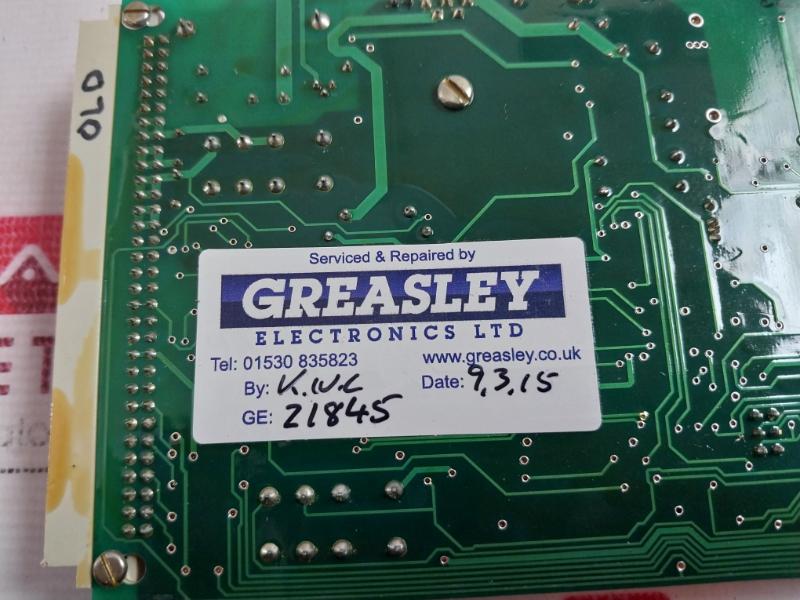 OLD
Serviced & Repaired by
GREASLEY
ELECTRONICS LTD
Tel: 01530 835823 www.greasley.co.uk
By: K.W.C Date: 9.3.15
GE: 21845